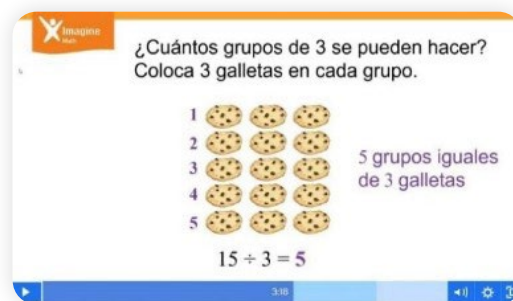 Imagine
Math
¿Cuántos grupos de 3 se pueden hacer?
Coloca 3 galletas en cada grupo.
1
2
3
4
5
5 grupos iguales
de 3 galletas
15 ÷ 3 = 5
3:18